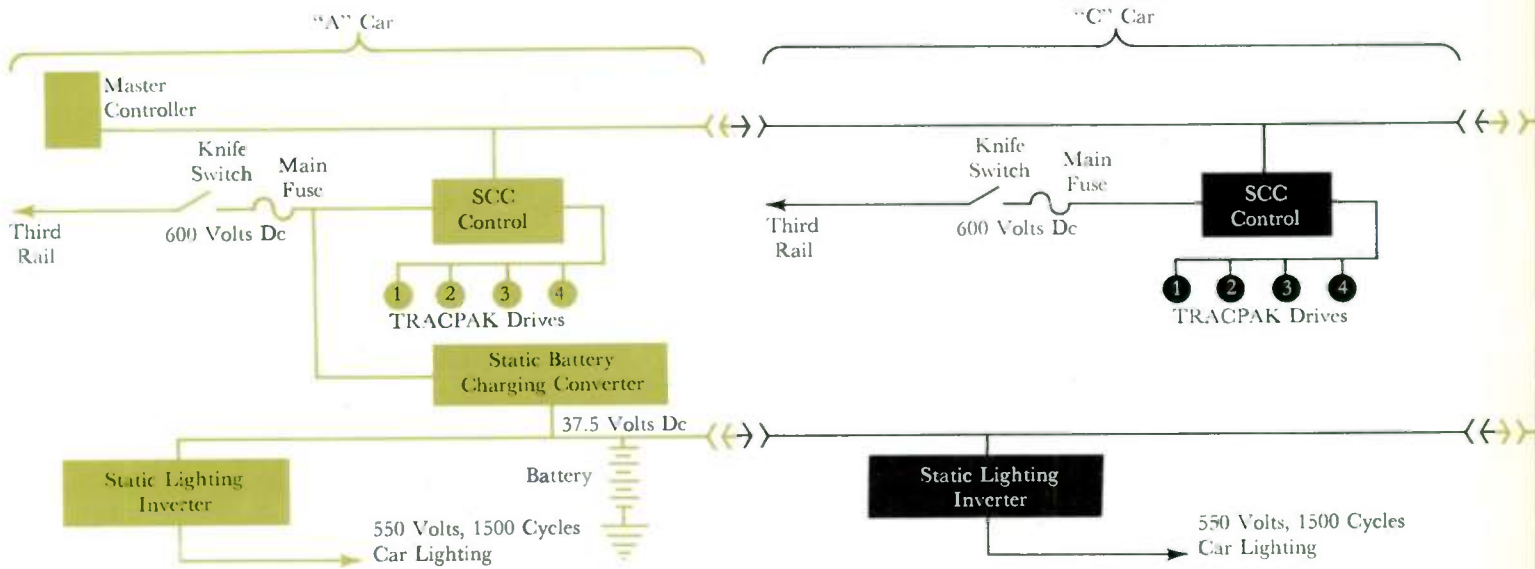 “A” Car
Master
Controller
Knife
Switch
Main
Fuse
SCC
Control
Third
Rail
600 Volts Dc
1 2 3 4
TRACPAK Drives
Static Battery
Charging Converter
37.5 Volts Dc
Battery
Static Lighting
Inverter
550 Volts, 1500 Cycles
Car Lighting
“C” Car
Knife
Switch
Main
Fuse
SCC
Control
Third
Rail
600 Volts Dc
1 2 3 4
TRACPAK Drives
Static Lighting
Inverter
550 Volts, 1500 Cycles
Car Lighting